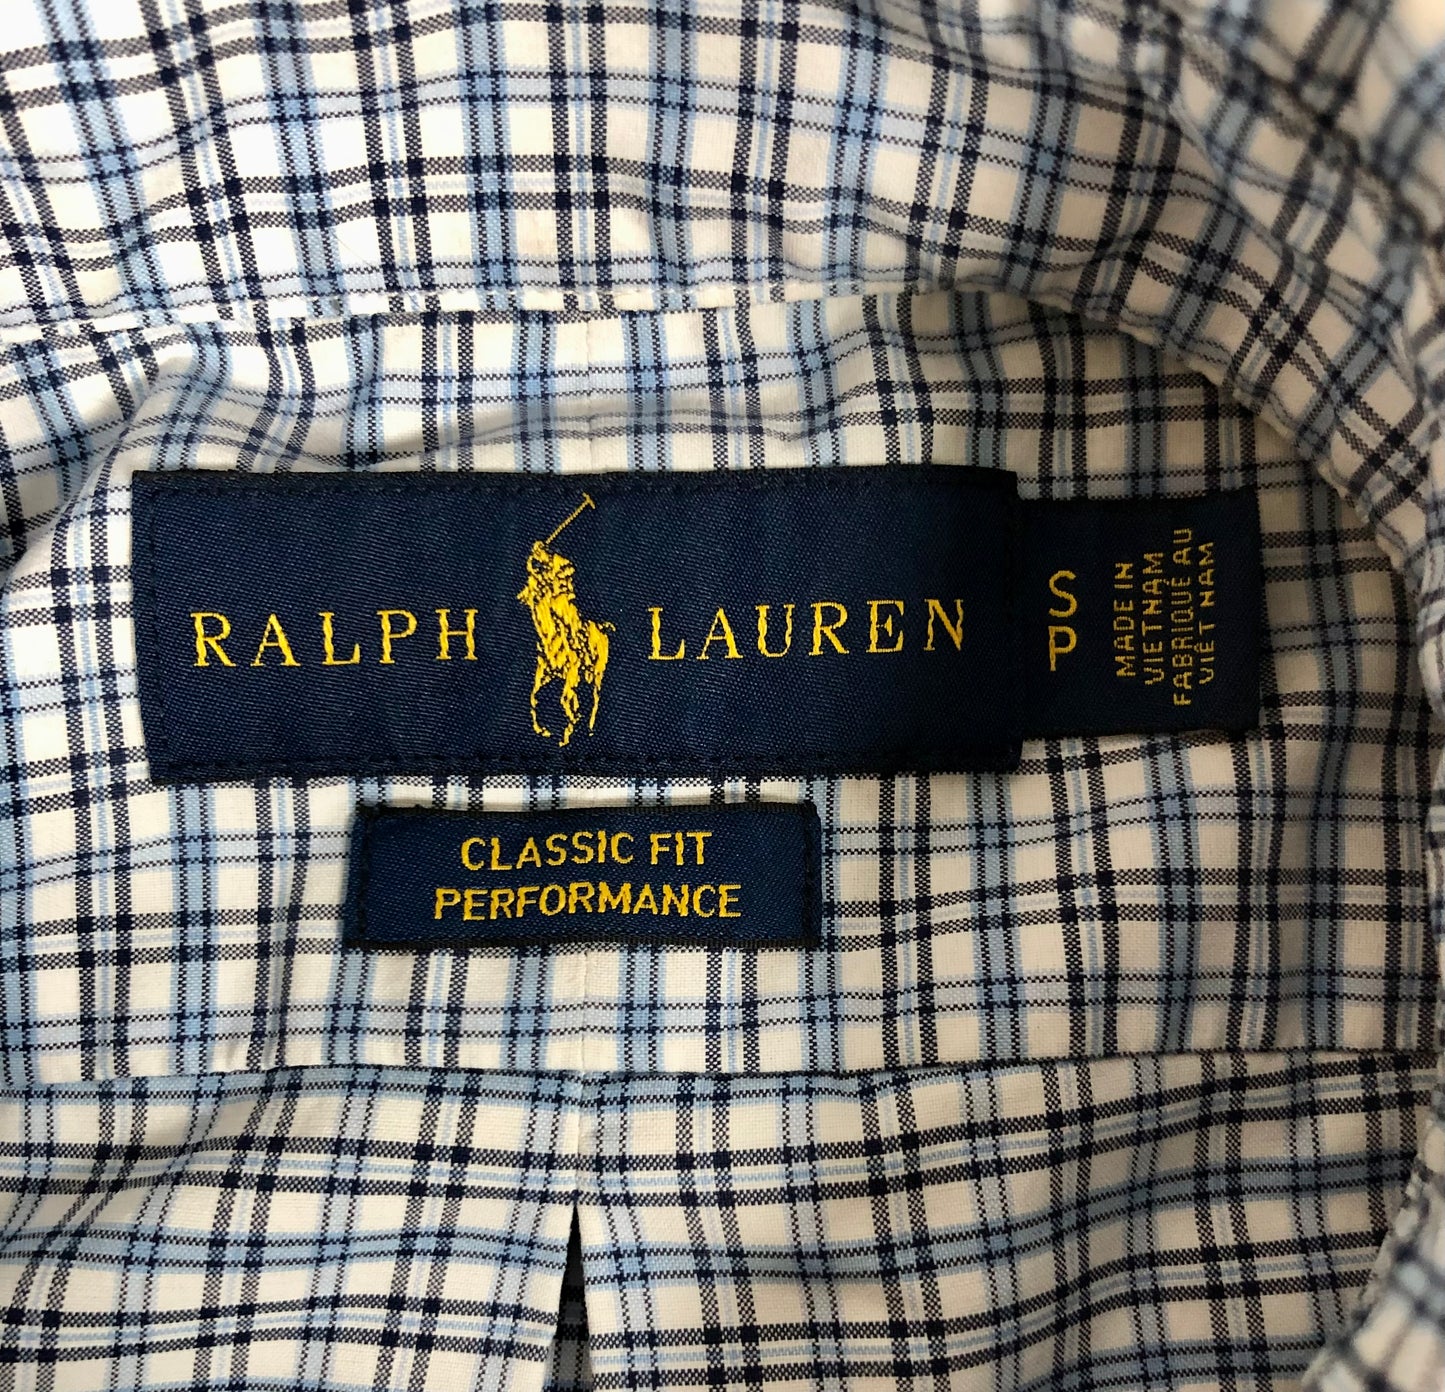 RALPH LAUREN
S
P
MADE IN
VIETNAM
FABRIQUÉ AU
VIÊT NAM
CLASSIC FIT
PERFORMANCE